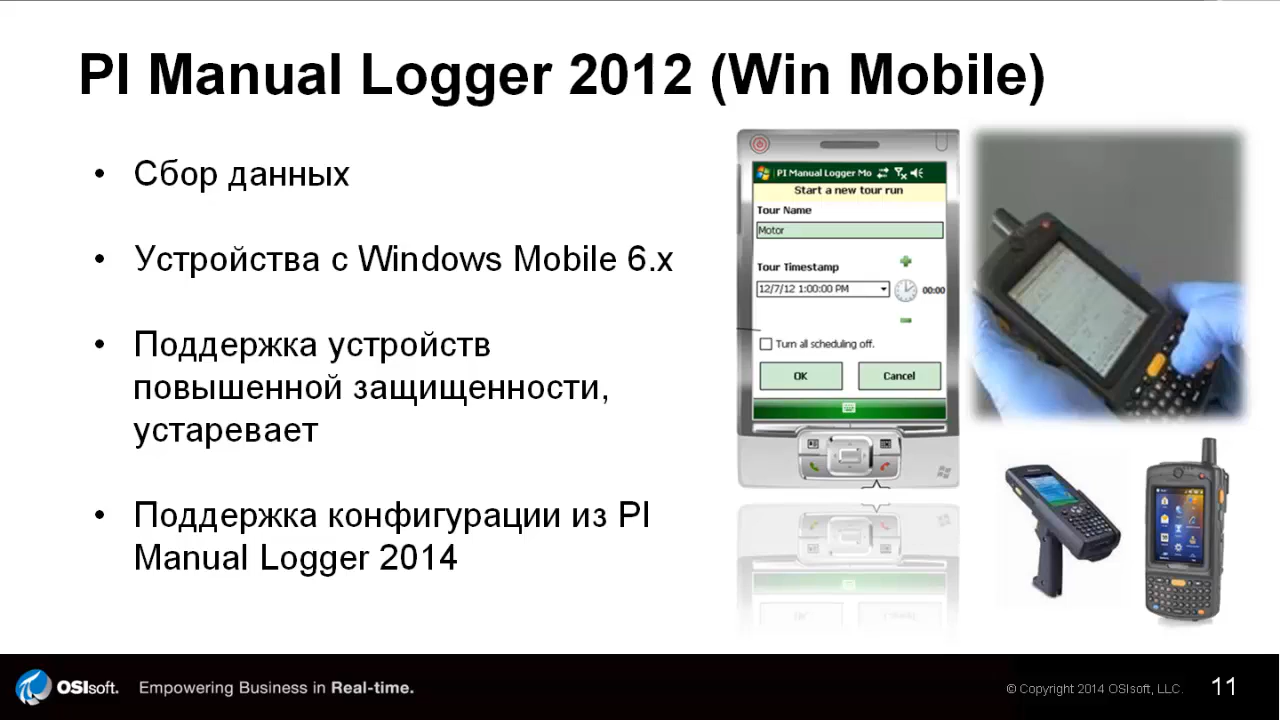 PI Manual Logger 2012 (Win Mobile)
• Сбор данных
• Устройства с Windows Mobile 6.x
• Поддержка устройств
повышенной защищенности,
устаревает
• Поддержка конфигурации из PI
Manual Logger 2014
PI Manual Logger Mo
Start a new tour run
Tour Name
Motor
Tour Timestamp
12/7/12 1:00:00 PM
00:00
Turn all scheduling off.
OK
Cancel
OSIsoft.
Empowering Business in Real-time.
© Copyright 2014 OSIsoft, LLC.
11